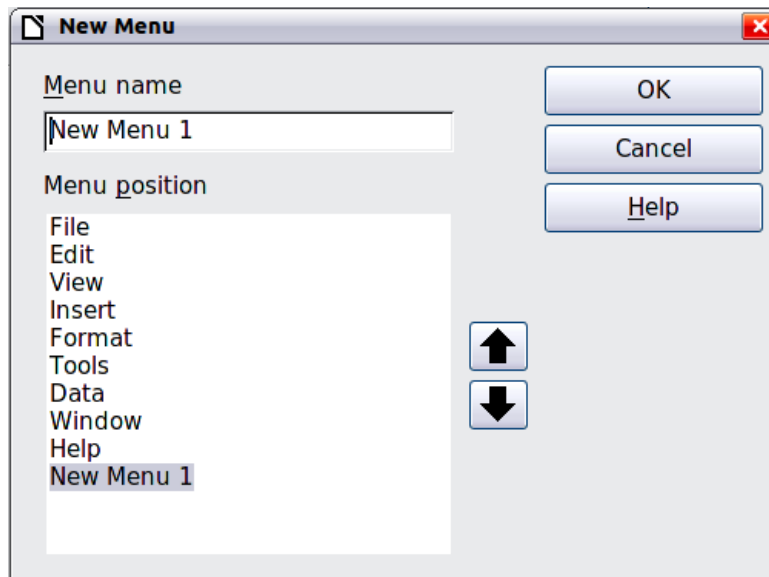 New Menu
Menu name
New Menu 1
Menu position
File
Edit
View
Insert
Format
Tools
Data
Window
Help
New Menu 1
OK
Cancel
Help